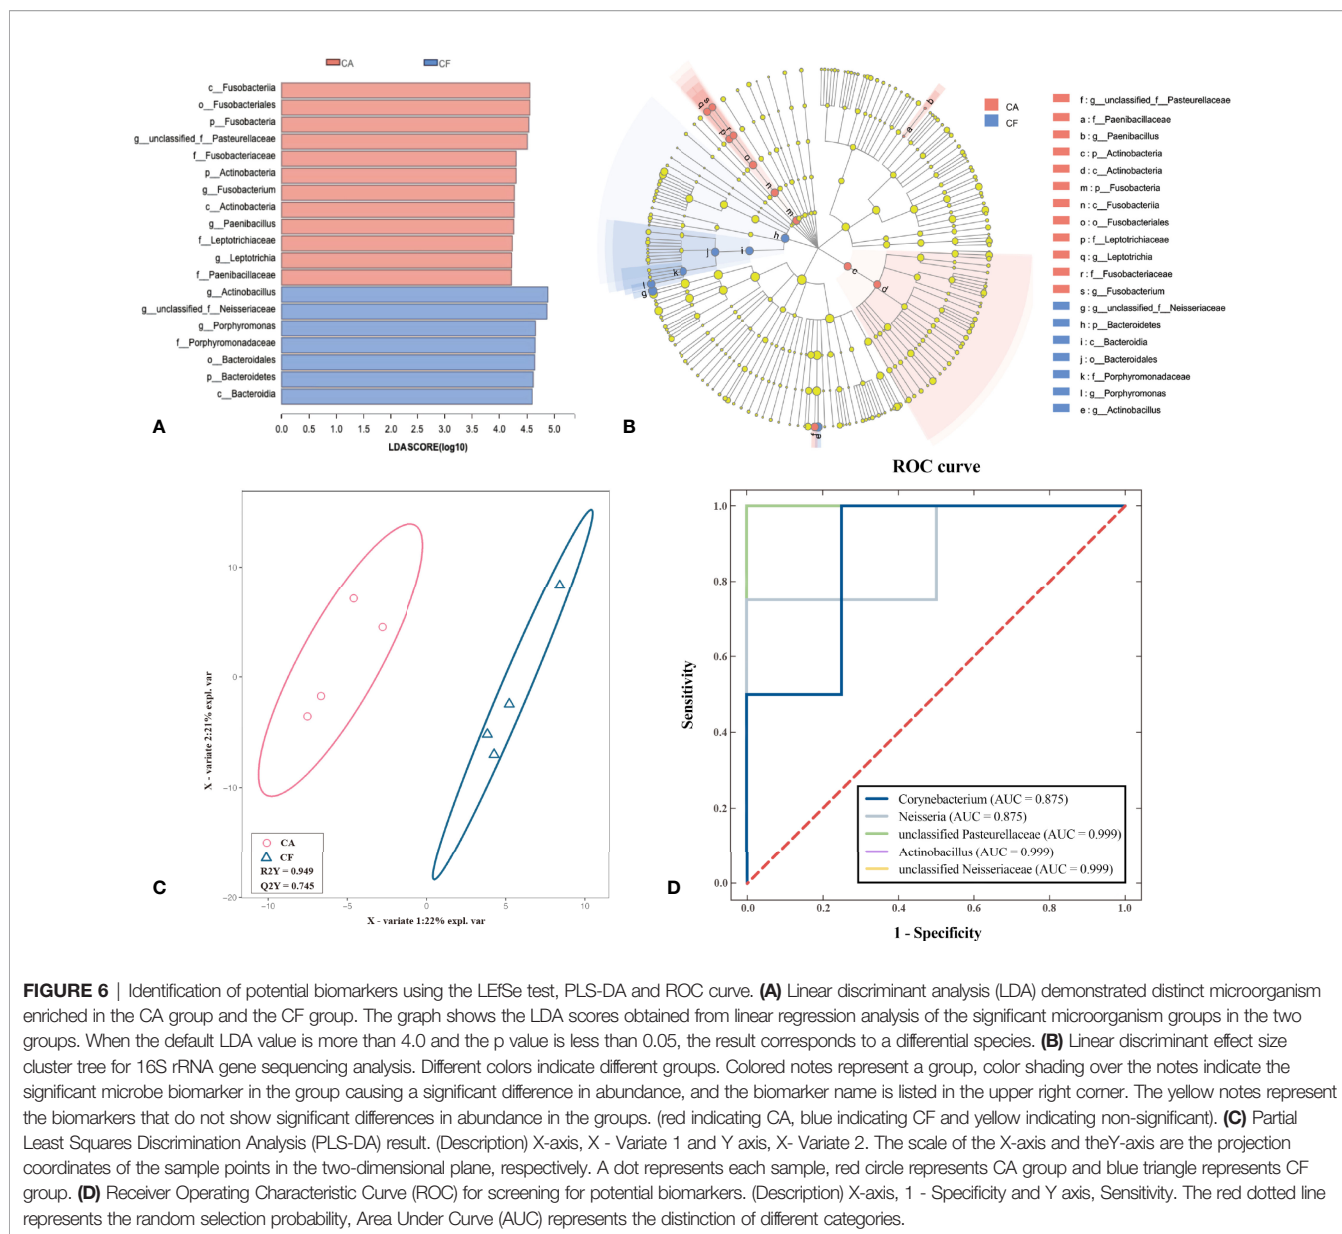 CA
CF
c__Fusobacteriia
o__Fusobacteriales
p__Fusobacteria
g__unclassified_f__Pasteurellaceae
f__Fusobacteriaceae
p__Actinobacteria
g__Fusobacterium
c__Actinobacteria
g__Paenibacillus
f__Leptotrichiaceae
g__Leptotrichia
f__Paenibacillaceae
g__Actinobacillus
g__unclassified_f__Neisseriaceae
g__Porphyromonas
f__Porphyromonadaceae
o__Bacteroidales
p__Bacteroidetes
c__Bacteroidia
0.0 0.5 1.0 1.5 2.0 2.5 3.0 3.5 4.0 4.5 5.0
LDASCORE(log10)
A
s
q
r
p
o
n
m
h
i
j
k
l
g
b
a
c
d
f
e
B
CA
CF
f : g__unclassified_f__Pasteurellaceae
a : f__Paenibacillaceae
b : g__Paenibacillus
c : p__Actinobacteria
d : c__Actinobacteria
m : p__Fusobacteria
n : c__Fusobacteriia
o : o__Fusobacteriales
p : f__Leptotrichiaceae
q : g__Leptotrichia
r : f__Fusobacteriaceae
s : g__Fusobacterium
g : g__unclassified_f__Neisseriaceae
h : p__Bacteroidetes
i : c__Bacteroidia
j : o__Bacteroidales
k : f__Porphyromonadaceae
l : g__Porphyromonas
e : g__Actinobacillus
X - variate 2:21% expl. var
10
0
−10
−20
CA
CF
R2Y = 0.949
Q2Y = 0.745
−10 −5 0 5 10
X - variate 1:22% expl. var
C
ROC curve
Sensitivity
1.0
0.8
0.6
0.4
0.2
0.0
Corynebacterium (AUC = 0.875)
Neisseria (AUC = 0.875)
unclassified Pasteurellaceae (AUC = 0.999)
Actinobacillus (AUC = 0.999)
unclassified Neisseriaceae (AUC = 0.999)
0.0 0.2 0.4 0.6 0.8 1.0
1 - Specificity
D
FIGURE 6 | Identification of potential biomarkers using the LEfSe test, PLS-DA and ROC curve. (A) Linear discriminant analysis (LDA) demonstrated distinct microorganism
enriched in the CA group and the CF group. The graph shows the LDA scores obtained from linear regression analysis of the significant microorganism groups in the two
groups. When the default LDA value is more than 4.0 and the p value is less than 0.05, the result corresponds to a differential species. (B) Linear discriminant effect size
cluster tree for 16S rRNA gene sequencing analysis. Different colors indicate different groups. Colored notes represent a group, color shading over the notes indicate the
significant microbe biomarker in the group causing a significant difference in abundance, and the biomarker name is listed in the upper right corner. The yellow notes represent
the biomarkers that do not show significant differences in abundance in the groups. (red indicating CA, blue indicating CF and yellow indicating non-significant). (C) Partial
Least Squares Discrimination Analysis (PLS-DA) result. (Description) X-axis, X - Variate 1 and Y axis, X- Variate 2. The scale of the X-axis and theY-axis are the projection
coordinates of the sample points in the two-dimensional plane, respectively. A dot represents each sample, red circle represents CA group and blue triangle represents CF
group. (D) Receiver Operating Characteristic Curve (ROC) for screening for potential biomarkers. (Description) X-axis, 1 - Specificity and Y axis, Sensitivity. The red dotted line
represents the random selection probability, Area Under Curve (AUC) represents the distinction of different categories.